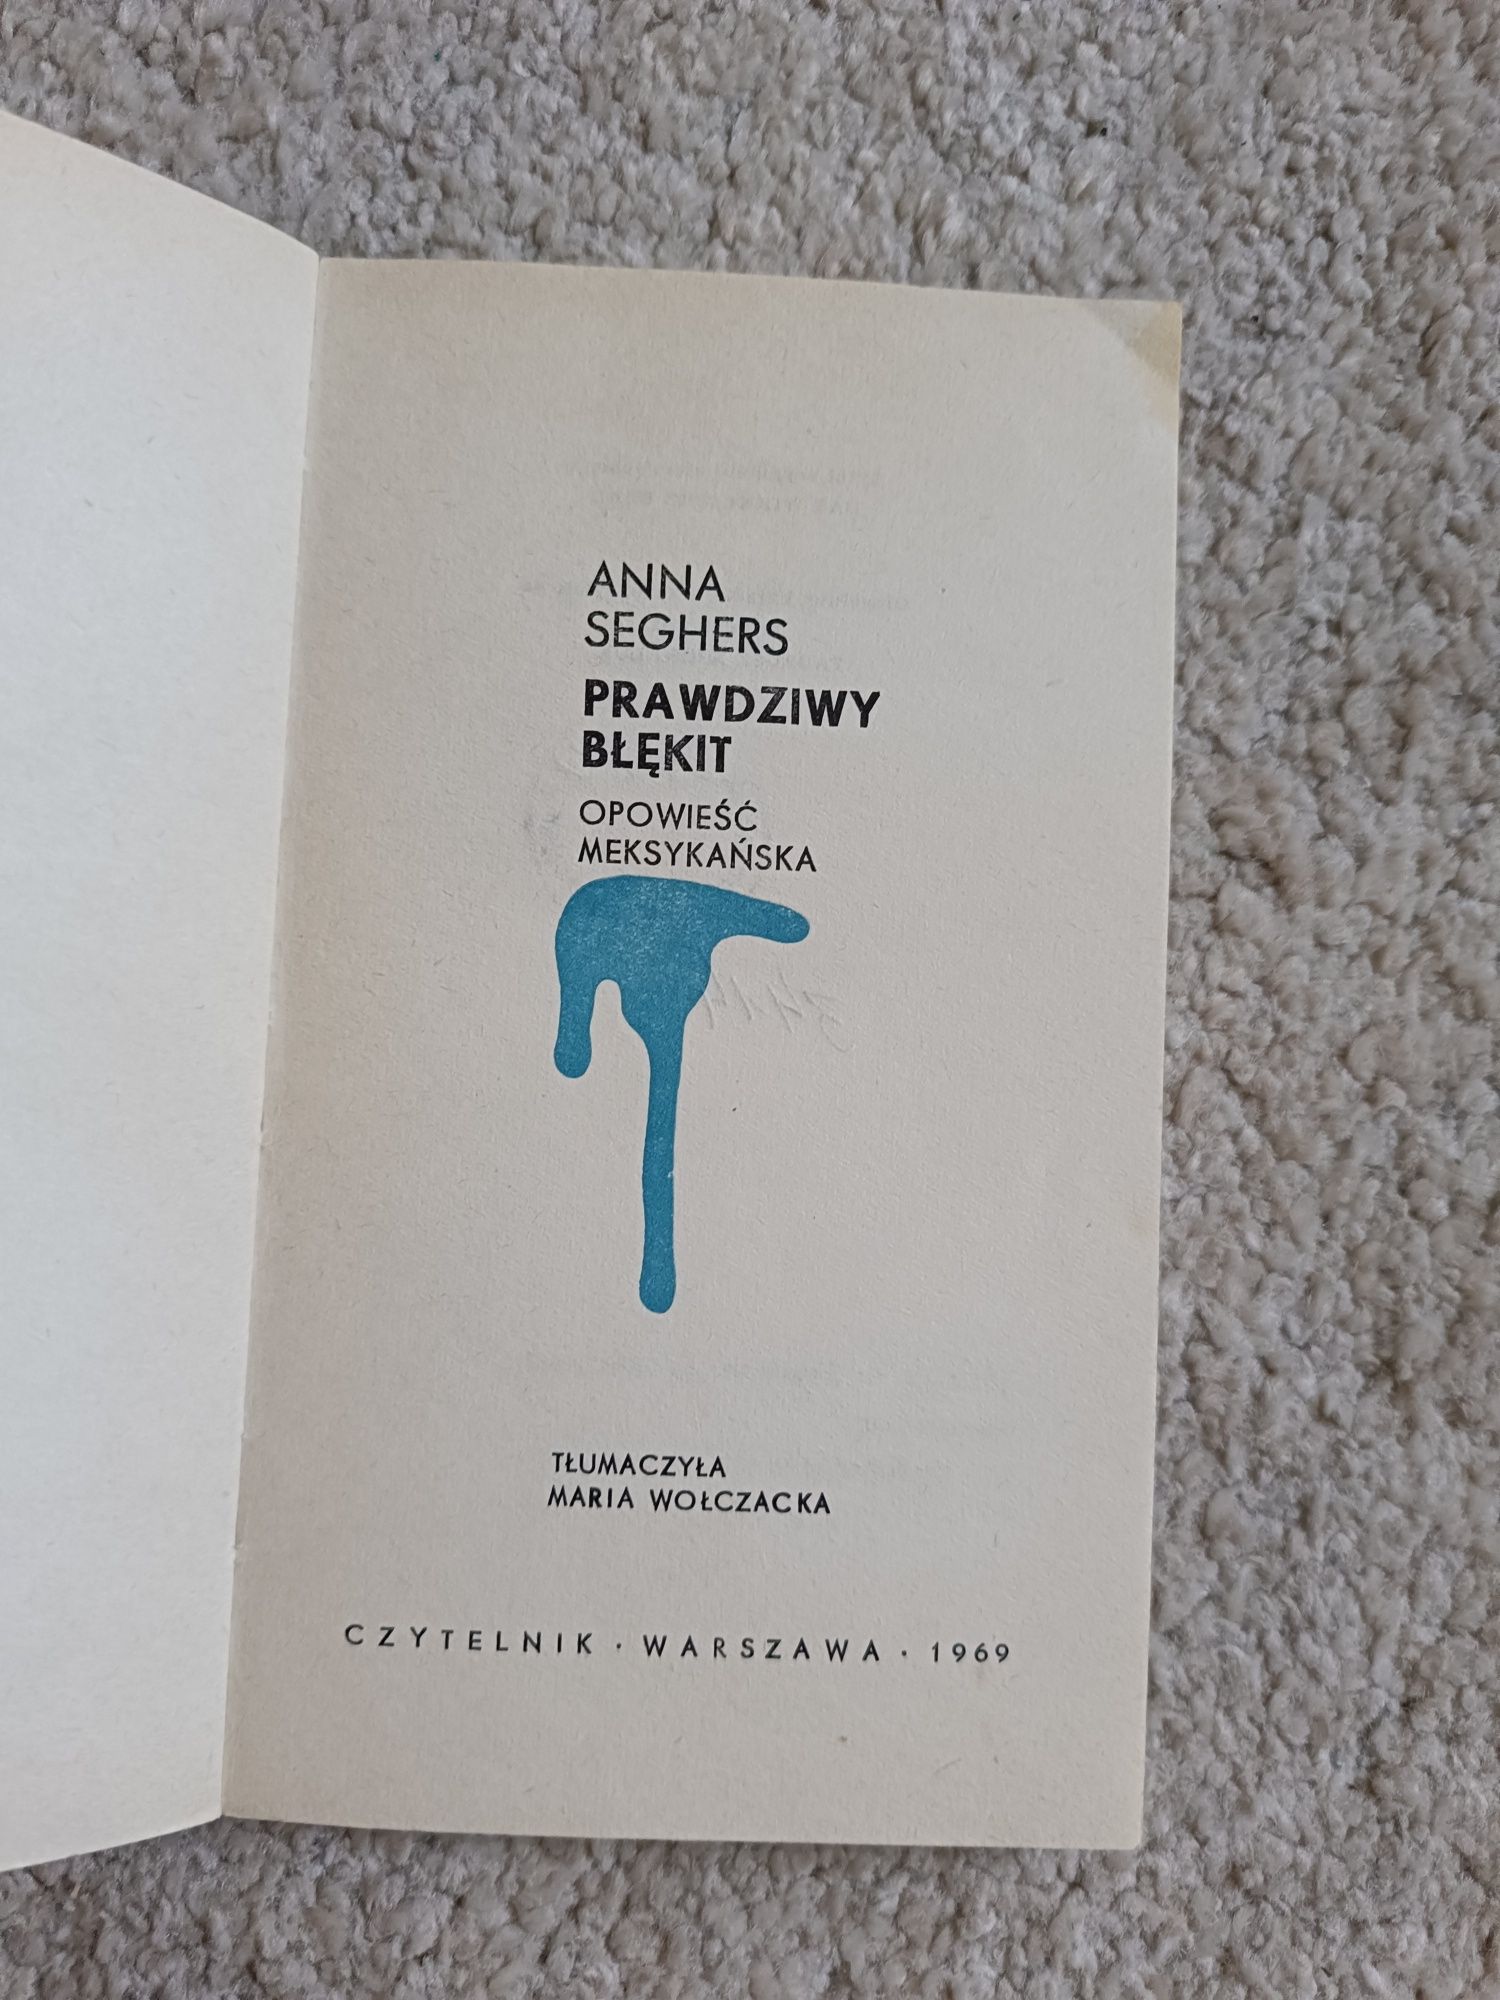 ANNA
SEGHERS
PRAWDZIWY
BŁĘKIT
OPOWIEŚĆ
MEKSYKAŃSKA
TŁUMACZYŁA
MARIA WOŁCZACKA
CZYTELNIK · WARSZAWA · 1969